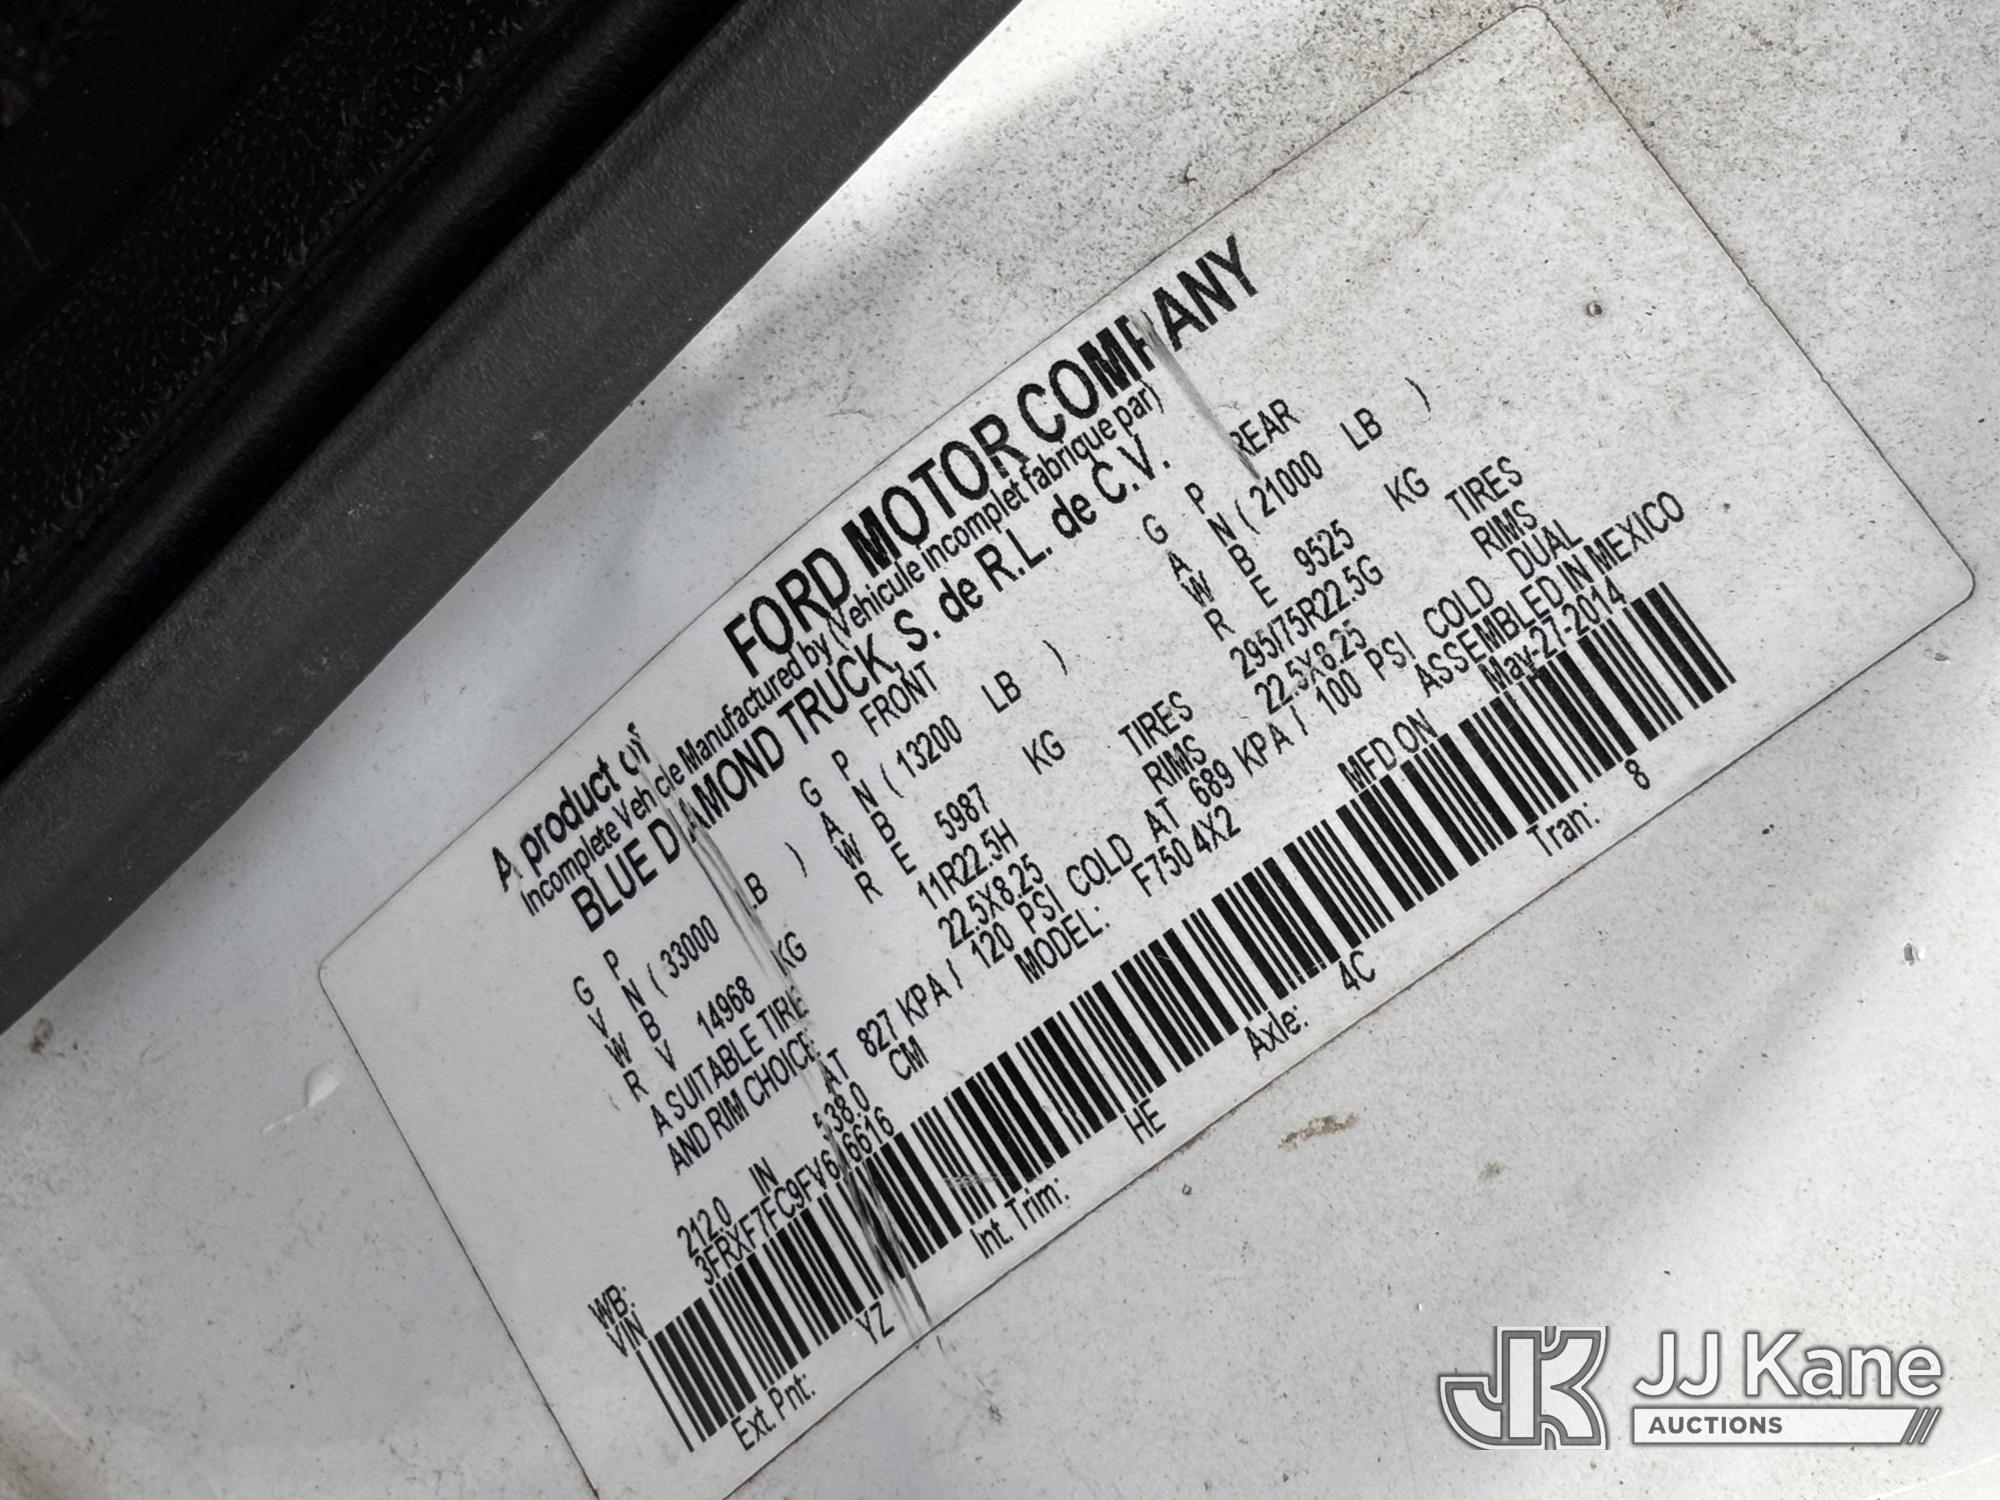 A product of FORD MOTOR COMPANY
Incomplete Vehicle Manufactured by (Vehicule incomplet fabrique par)
BLUE DIAMOND TRUCK, S. de R.L. de C.V.
G P FRONT G P REAR
V N ( 33000 LB ) A N ( 13200 LB ) A N ( 21000 LB )
W B W B W B
R V 14968 KG R E 5987 KG R E 9525 KG
A SUITABLE TIRE 11R22.5H TIRES 295/75R22.5G TIRES
AND RIM CHOICE 22.5X8.25 RIMS 22.5X8.25 RIMS
AT 827 KPA / 120 PSI COLD AT 689 KPA / 100 PSI COLD DUAL
WB: 212.0 IN 538.0 CM MODEL: F750 4X2 ASSEMBLED IN MEXICO
VIN 3FRXF7FC9FV616616 MFD ON May-27-2014
Ext. Pnt: YZ Int. Trim: HE Axle: 4C Tran: 8
JK JJ Kane
AUCTIONS